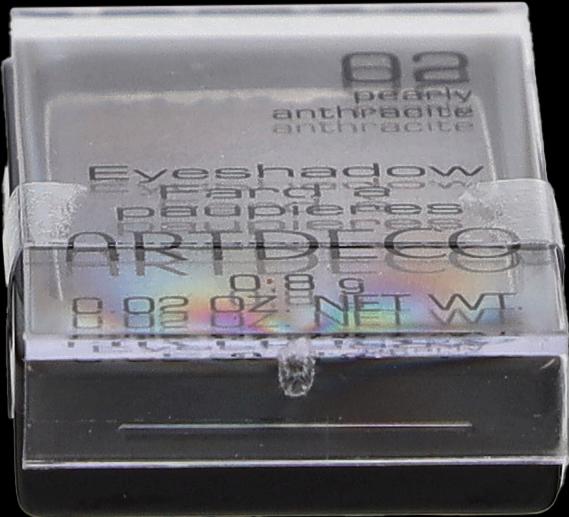 02
pearly
anthracite
Eyeshadow
Fard à
paupières
ARTDECO
0.8 g
0.02 OZ. NET WT.